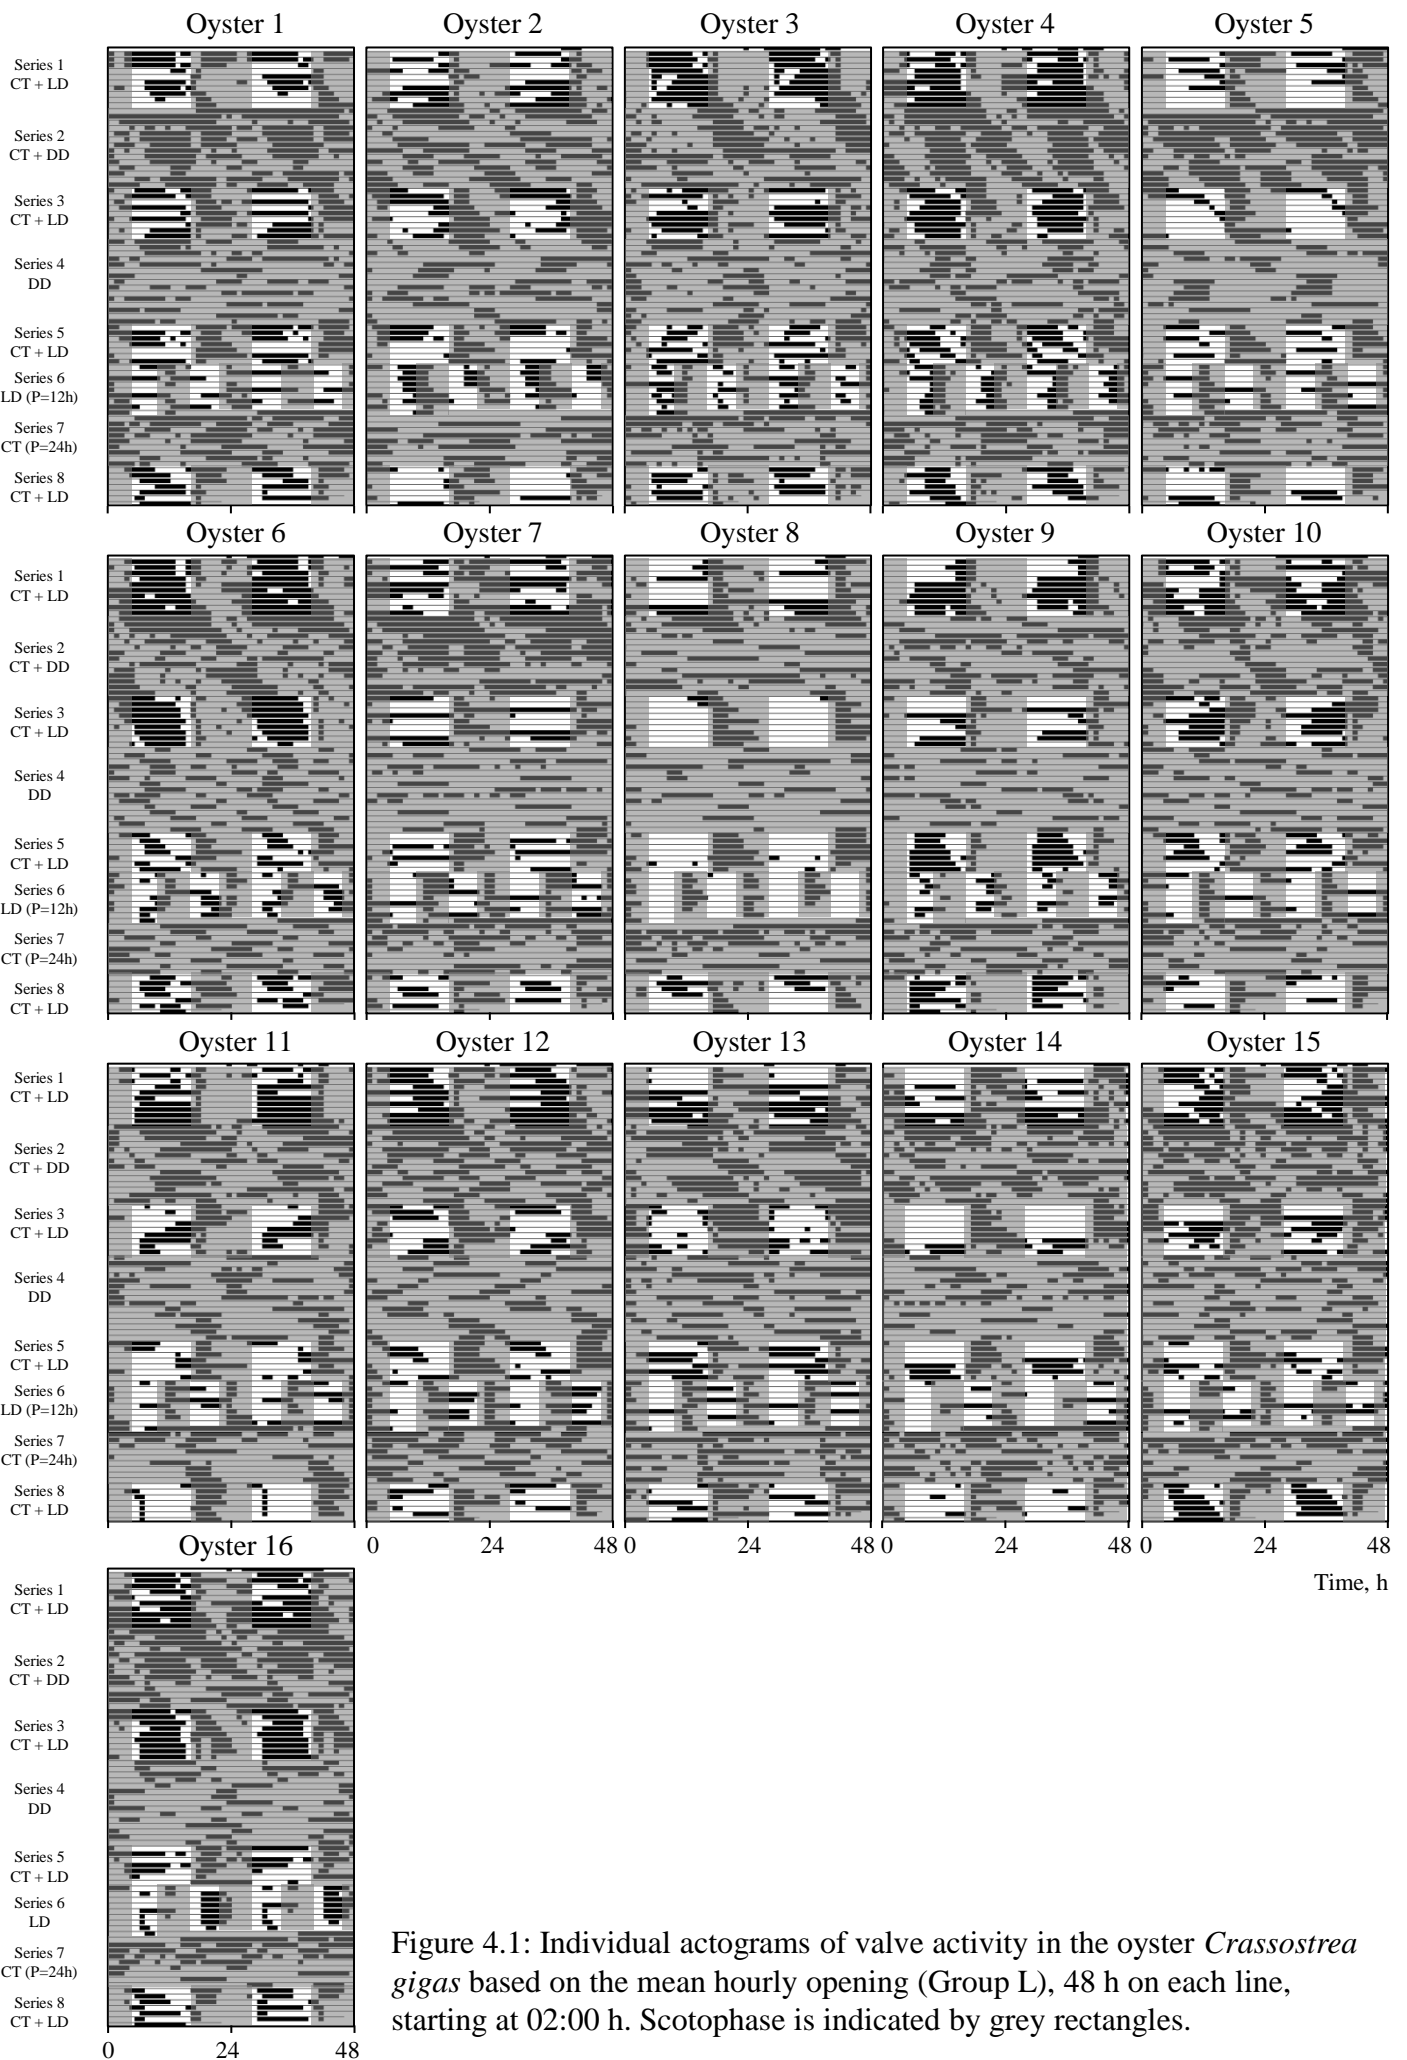 Oyster 1 Oyster 2 Oyster 3 Oyster 4 Oyster 5
Series 1
CT + LD
Series 2
CT + DD
Series 3
CT + LD
Series 4
DD
Series 5
CT + LD
Series 6
LD (P=12h)
Series 7
CT (P=24h)
Series 8
CT + LD
Oyster 6 Oyster 7 Oyster 8 Oyster 9 Oyster 10
Series 1
CT + LD
Series 2
CT + DD
Series 3
CT + LD
Series 4
DD
Series 5
CT + LD
Series 6
LD (P=12h)
Series 7
CT (P=24h)
Series 8
CT + LD
Oyster 11 Oyster 12 Oyster 13 Oyster 14 Oyster 15
Series 1
CT + LD
Series 2
CT + DD
Series 3
CT + LD
Series 4
DD
Series 5
CT + LD
Series 6
LD (P=12h)
Series 7
CT (P=24h)
Series 8
CT + LD
0 24 48 0 24 48 0 24 48 0 24 48
Time, h
Oyster 16
Series 1
CT + LD
Series 2
CT + DD
Series 3
CT + LD
Series 4
DD
Series 5
CT + LD
Series 6
LD
Series 7
CT (P=24h)
Series 8
CT + LD
0 24 48
Figure 4.1: Individual actograms of valve activity in the oyster Crassostrea
gigas based on the mean hourly opening (Group L), 48 h on each line,
starting at 02:00 h. Scotophase is indicated by grey rectangles.